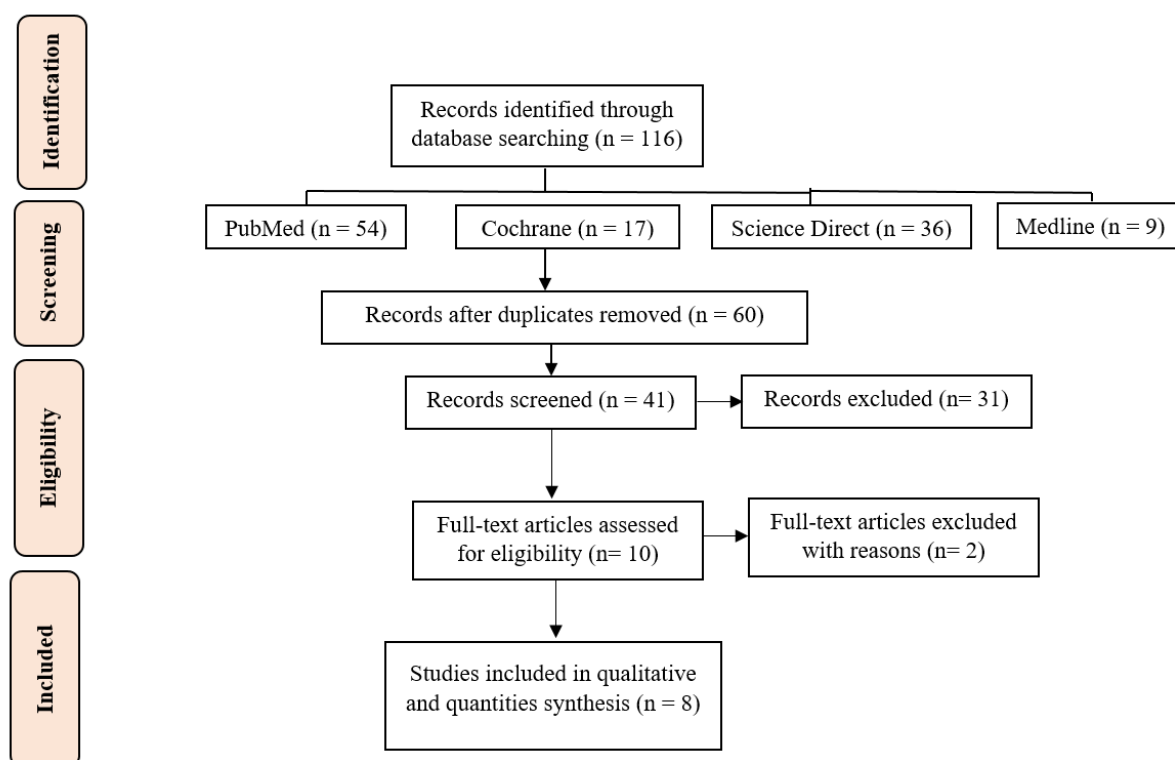 Identification
Records identified through
database searching (n = 116)
Screening
PubMed (n = 54)
Cochrane (n = 17)
Science Direct (n = 36)
Medline (n = 9)
Records after duplicates removed (n = 60)
Eligibility
Records screened (n = 41)
Records excluded (n= 31)
Full-text articles assessed
for eligibility (n= 10)
Full-text articles excluded
with reasons (n= 2)
Included
Studies included in qualitative
and quantities synthesis (n = 8)